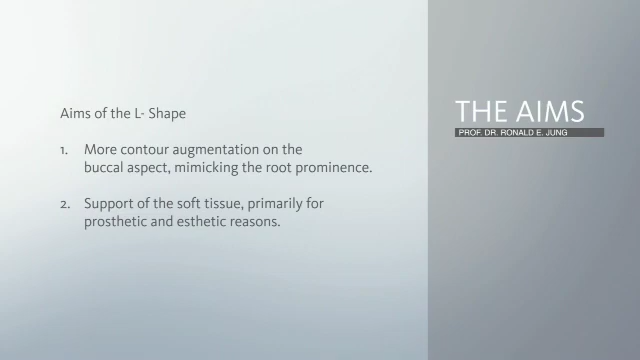 Aims of the L- Shape
1. More contour augmentation on the
buccal aspect, mimicking the root prominence.
2. Support of the soft tissue, primarily for
prosthetic and esthetic reasons.
THE AIMS
PROF. DR. RONALD E. JUNG